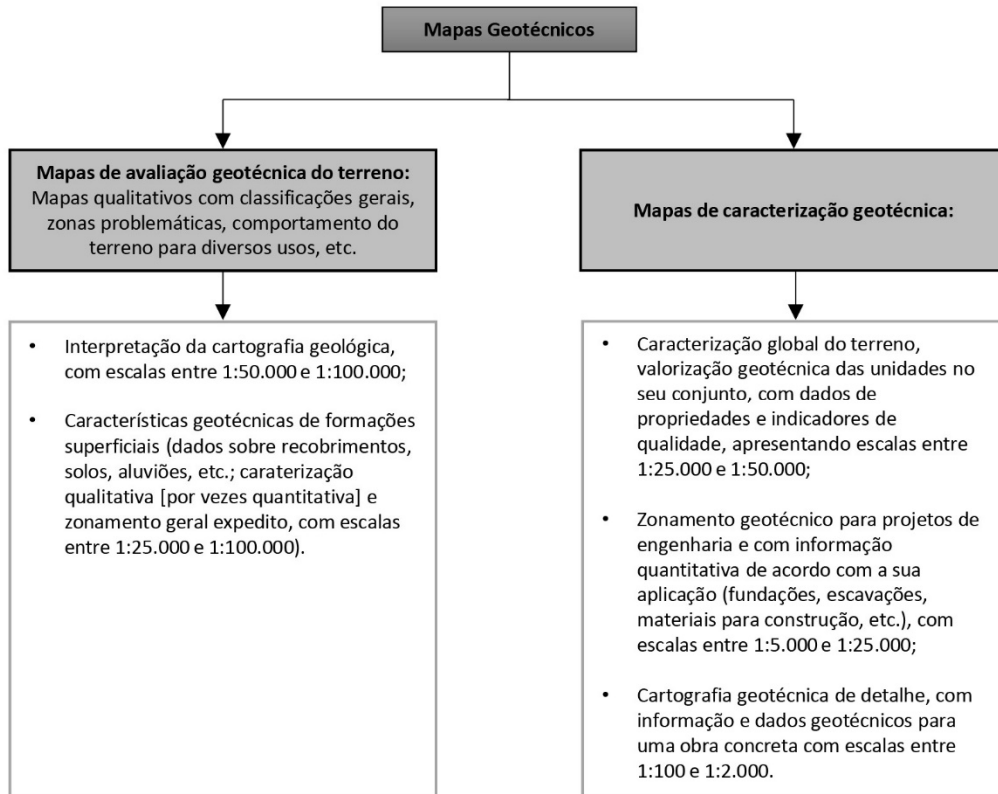 Mapas Geotécnicos
Mapas de avaliação geotécnica do terreno:
Mapas qualitativos com classificações gerais,
zonas problemáticas, comportamento do
terreno para diversos usos, etc.
Mapas de caracterização geotécnica:
• Interpretação da cartografia geológica,
com escalas entre 1:50.000 e 1:100.000;
• Características geotécnicas de formações
superficiais (dados sobre recobrimentos,
solos, aluviões, etc.; caraterização
qualitativa [por vezes quantitativa] e
zonamento geral expedito, com escalas
entre 1:25.000 e 1:100.000).
• Caracterização global do terreno,
valorização geotécnica das unidades no
seu conjunto, com dados de
propriedades e indicadores de
qualidade, apresentando escalas entre
1:25.000 e 1:50.000;
• Zonamento geotécnico para projetos de
engenharia e com informação
quantitativa de acordo com a sua
aplicação (fundações, escavações,
materiais para construção, etc.), com
escalas entre 1:5.000 e 1:25.000;
• Cartografia geotécnica de detalhe, com
informação e dados geotécnicos para
uma obra concreta com escalas entre
1:100 e 1:2.000.